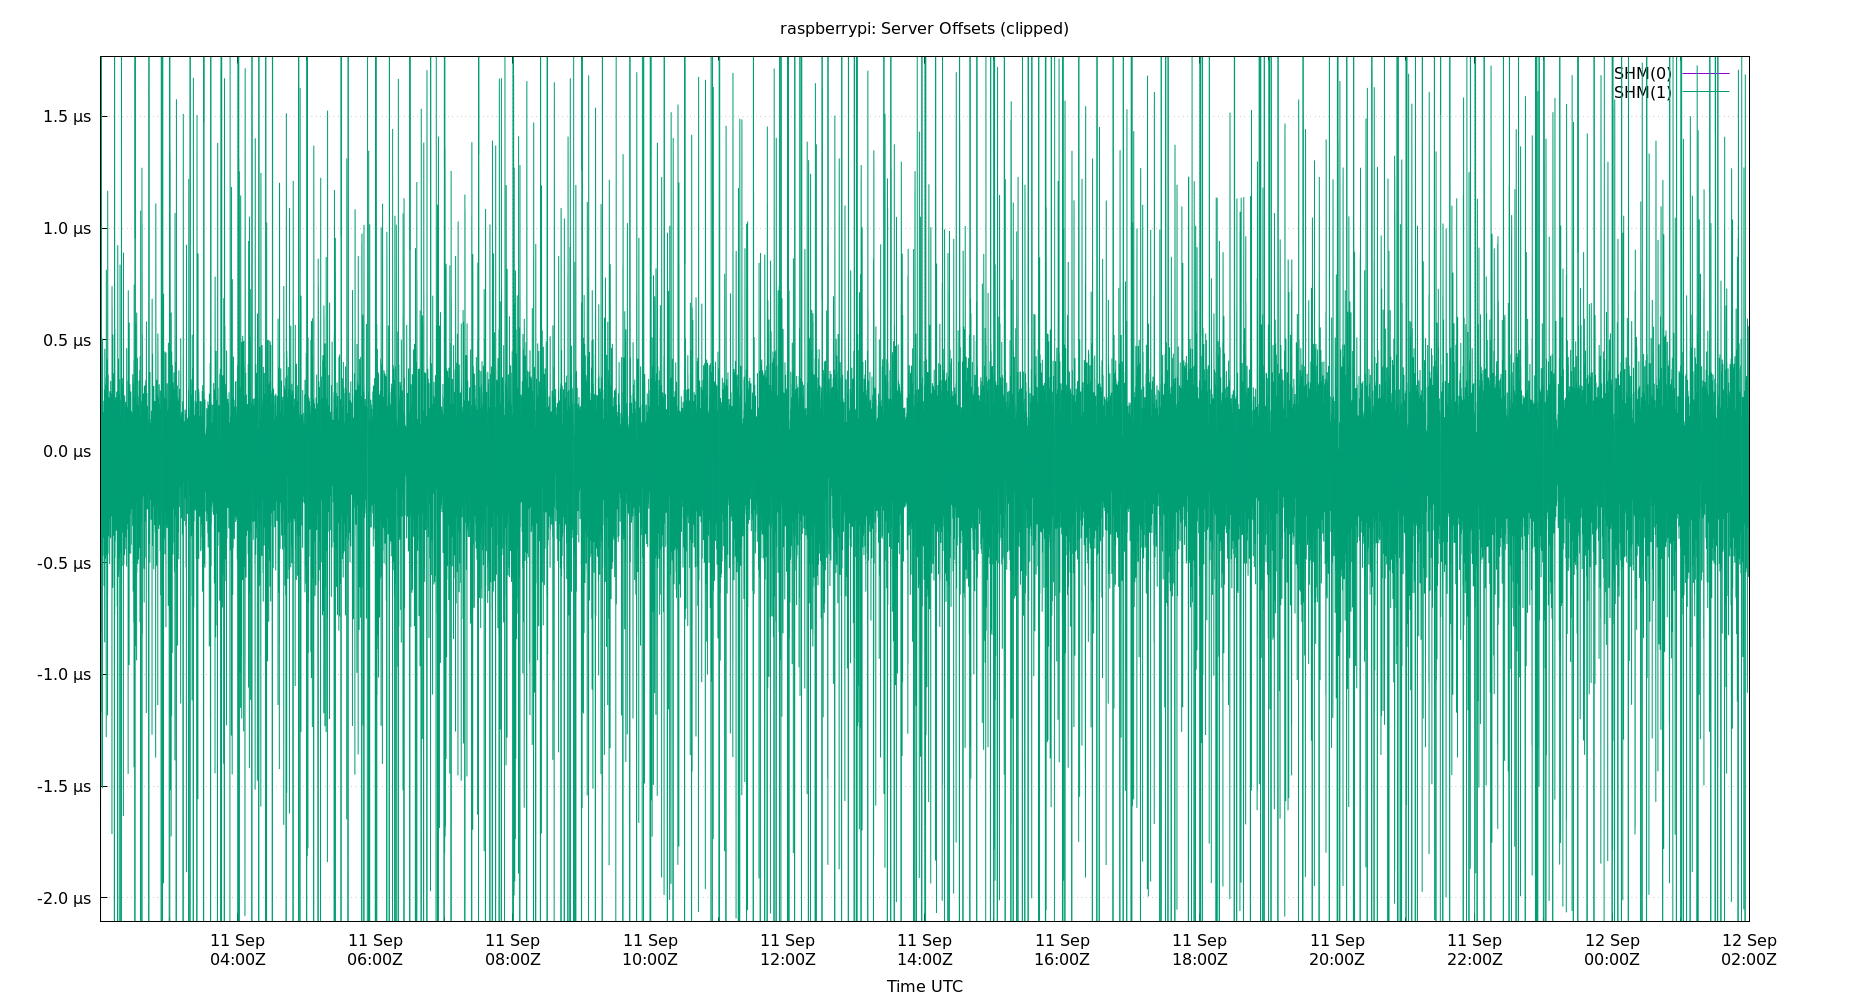 raspberrypi: Server Offsets (clipped)
SHM(0)
SHM(1)
1.5 µs
1.0 µs
0.5 µs
0.0 µs
-0.5 µs
-1.0 µs
-1.5 µs
-2.0 µs
11 Sep 11 Sep 11 Sep 11 Sep 11 Sep 11 Sep 11 Sep 11 Sep 11 Sep 11 Sep 12 Sep 12 Sep
04:00Z 06:00Z 08:00Z 10:00Z 12:00Z 14:00Z 16:00Z 18:00Z 20:00Z 22:00Z 00:00Z 02:00Z
Time UTC